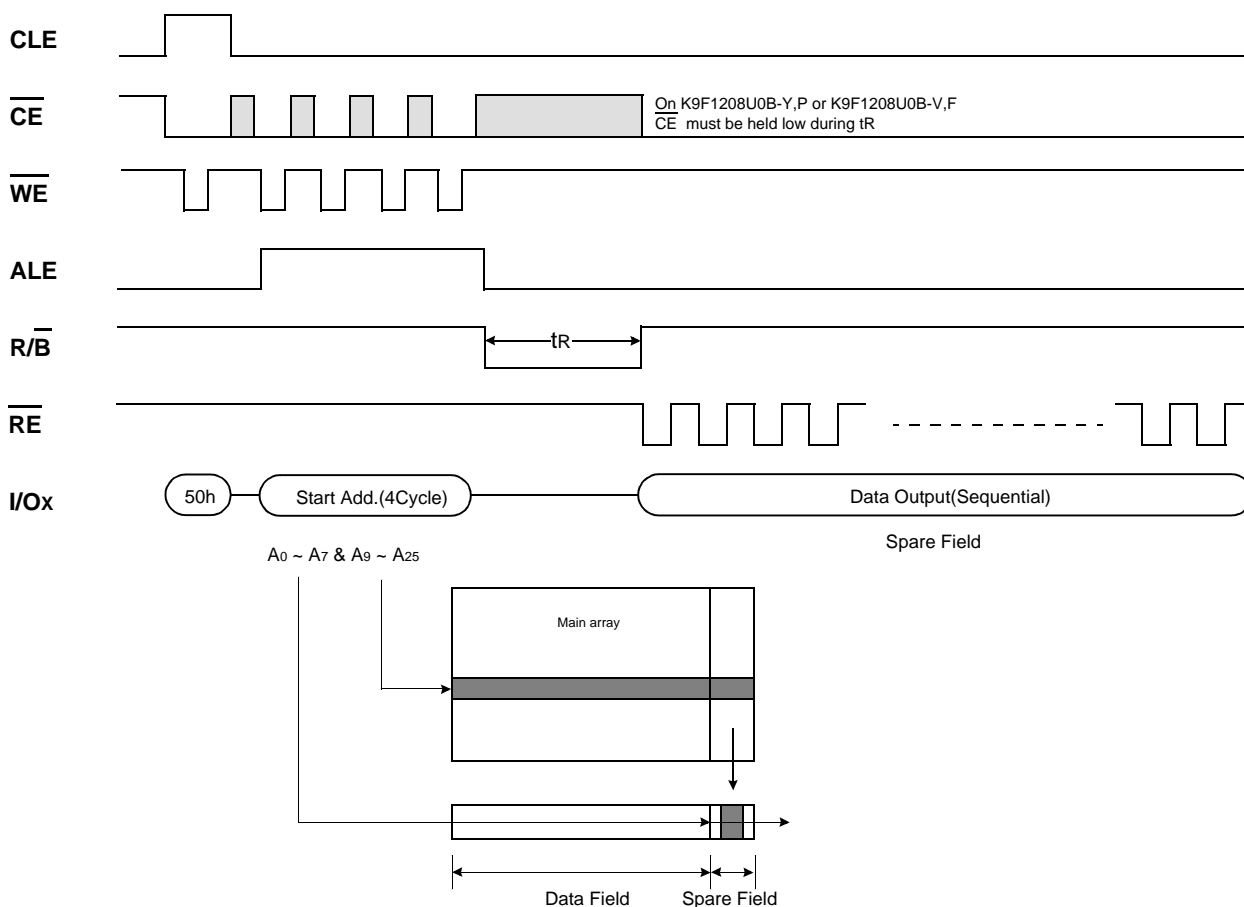 CLE
CE
On K9F1208U0B-Y,P or K9F1208U0B-V,F
CE must be held low during tR
WE
ALE
R/B
tR
RE
I/Ox
50h
Start Add.(4Cycle)
Data Output(Sequential)
Spare Field
A0 ~ A7 & A9 ~ A25
Main array
Data Field
Spare Field